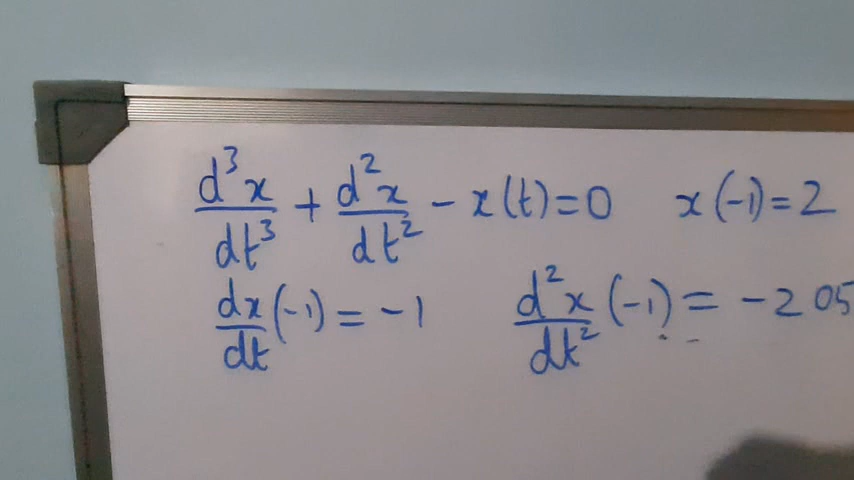 d³x/dt³ + d²x/dt² - x(t) = 0 x(-1) = 2
dx/dt (-1) = -1 d²x/dt² (-1) = -2 05